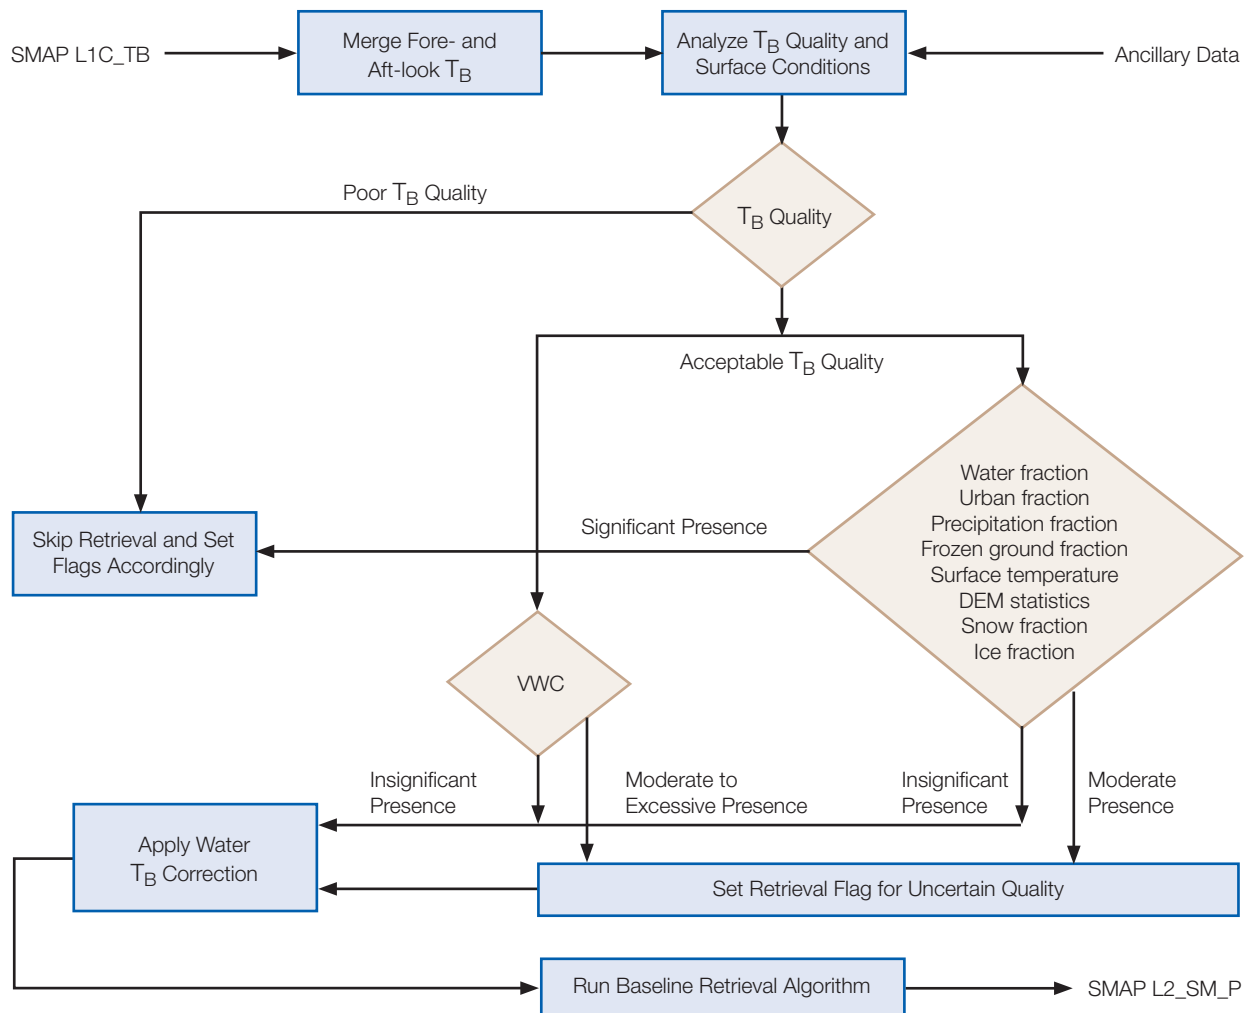 SMAP L1C_TB
Merge Fore- and
Aft-look TB
Analyze TB Quality and
Surface Conditions
Ancillary Data
Poor TB Quality
TB Quality
Acceptable TB Quality
Water fraction
Urban fraction
Precipitation fraction
Frozen ground fraction
Surface temperature
DEM statistics
Snow fraction
Ice fraction
Significant Presence
Skip Retrieval and Set
Flags Accordingly
VWC
Insignificant
Presence
Moderate to
Excessive Presence
Insignificant
Presence
Moderate
Presence
Apply Water
TB Correction
Set Retrieval Flag for Uncertain Quality
Run Baseline Retrieval Algorithm
SMAP L2_SM_P